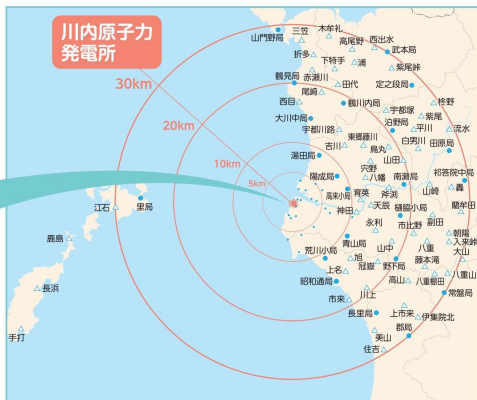 川内原子力
発電所
30km
20km
10km
5km
山門野局
三笠
木牟礼
高尾野
西出水
武本局
折多
下特手
浦
紫尾峠
赤瀬川
鶴見局
田代
定之段局
尾崎
西目
鶴川内局
柊野
宇都塚
紫尾
大川中局
泊野局
平川
流水
宇都川路
東郷藤川
白男川
田原局
吉川
鳥丸
湯田局
山田
穴野
祁答院中局
陽成局
八幡
南瀬局
轟
高来小局
育英
斧渕
山崎
江石
里局
天辰
樋脇小局
藺牟田
神田
副田
永利
市比野
朝陽
鹿島
青山局
入来峠
荒川小局
山中
八重
大山
旭
藤本滝
上名
冠嶽
野下局
八重山
昭和通局
高山
八重棚田
長浜
川上
常盤局
市来
上市来
長里局
伊集院北
手打
郡局
美山
住吉